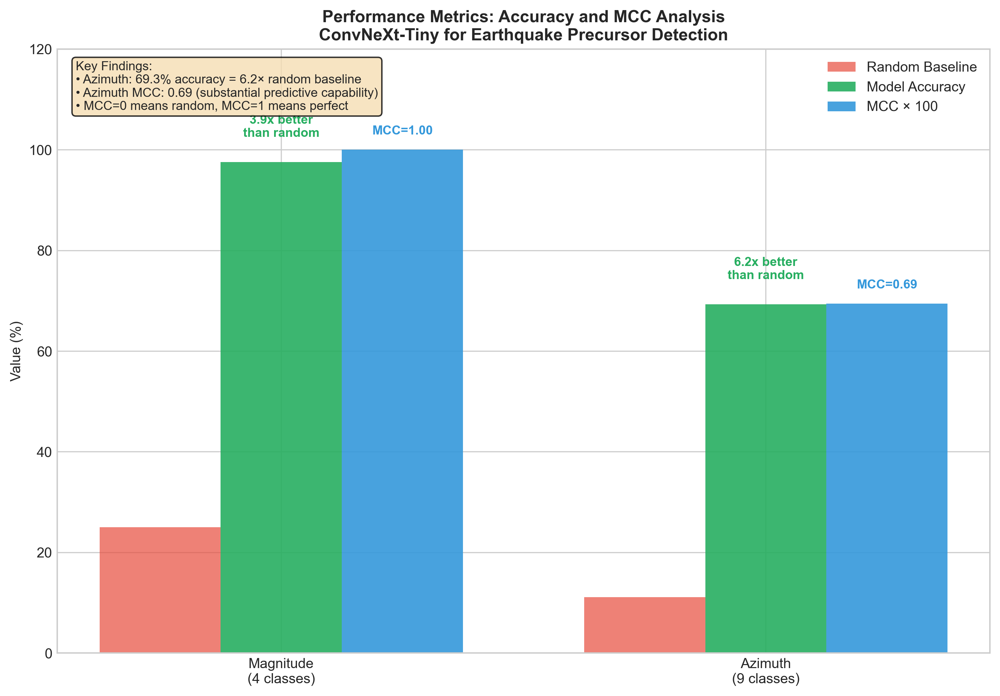 Performance Metrics: Accuracy and MCC Analysis
ConvNeXt-Tiny for Earthquake Precursor Detection
120
100
80
60
40
20
0
Value (%)
Key Findings:
• Azimuth: 69.3% accuracy = 6.2× random baseline
• Azimuth MCC: 0.69 (substantial predictive capability)
• MCC=0 means random, MCC=1 means perfect
Random Baseline
Model Accuracy
MCC × 100
3.9x better
than random
MCC=1.00
6.2x better
than random
MCC=0.69
Magnitude
(4 classes)
Azimuth
(9 classes)